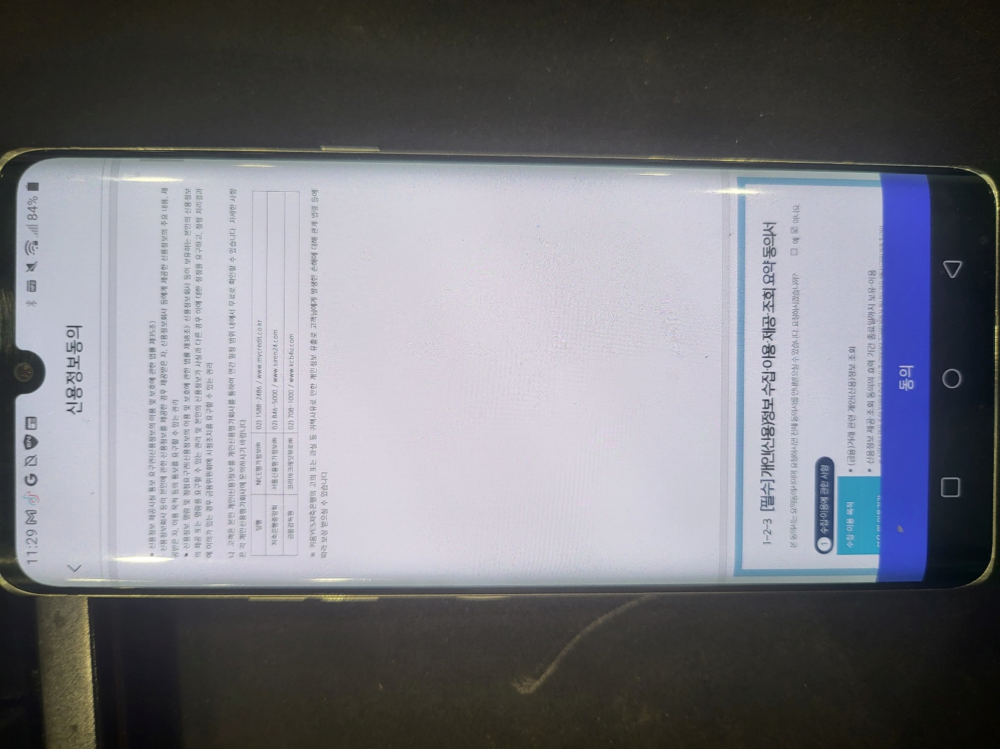 11:29
84%
신용정보동의
▪ 신용정보 제공사실 통보 요구권(신용정보의 이용 및 보호에 관한 법률 제35조)
신용정보회사 등이 본인에 관한 신용정보를 제공한 경우 제공받은 자, 신용정보회사 등에게 제공한 신용정보의 주요 내용, 제
공받은 자, 이용 목적 등의 통보를 요구할 수 있는 권리
▪ 신용정보 열람 및 정정요구권(신용정보의 이용 및 보호에 관한 법률 제38조): 신용정보회사 등이 보유하는 본인의 신용정보
의 제공 또는 열람을 요구할 수 있는 권리 및 본인의 신용정보가 사실과 다른 경우 이에 대한 정정을 요구하고, 정정 처리결과
에 이의가 있는 경우 금융위원회에 시정조치를 요구할 수 있는 권리
나. 고객은 본인 개인(신용)정보를 개인신용평가회사를 통하여 연간 일정 범위 내에서 무료로 확인할 수 있습니다. 자세한 사항
은 각 개인신용평가회사에 문의하시기 바랍니다.
당행 NICE평가정보㈜ 02) 1588-2486 / www.mycredit.co.kr
저축은행중앙회 서울신용평가정보㈜ 02) 846-5000 / www.siren24.com
금융감독원 코리아크레딧뷰로㈜ 02) 708-1000 / www.kcb4u.com
※ 키움YES저축은행의 고의 또는 과실 등 귀책사유로 인한 개인정보 유출로 고객님에게 발생한 손해에 대해 관계 법령 등에
따라 보상 받으실 수 있습니다.
1-2-3 [필수] 개인(신용)정보 수집·이용·제공·조회 요약 동의서
본 동의서는 요약동의서이며 요청하시면 전체 동의서를 안내받으실 수 있습니다. 요청하시겠습니까? ☐ 예 ☒ 아니요
1 수집·이용에 관한 사항
수집·이용 목적 ▪ (금융)거래 관련 개인(신용)정보 조회
▪ 신용정보 제공·조회 동의의 효력 기간 종료일까지 보유·이용
동의